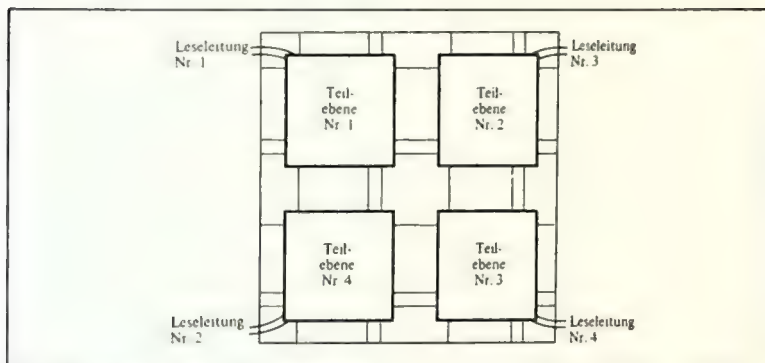 Leseleitung
Nr. 1
Leseleitung
Nr. 3
Teil-
ebene
Nr. 1
Teil-
ebene
Nr. 2
Teil-
ebene
Nr. 4
Teil-
ebene
Nr. 3
Leseleitung
Nr. 2
Leseleitung
Nr. 4